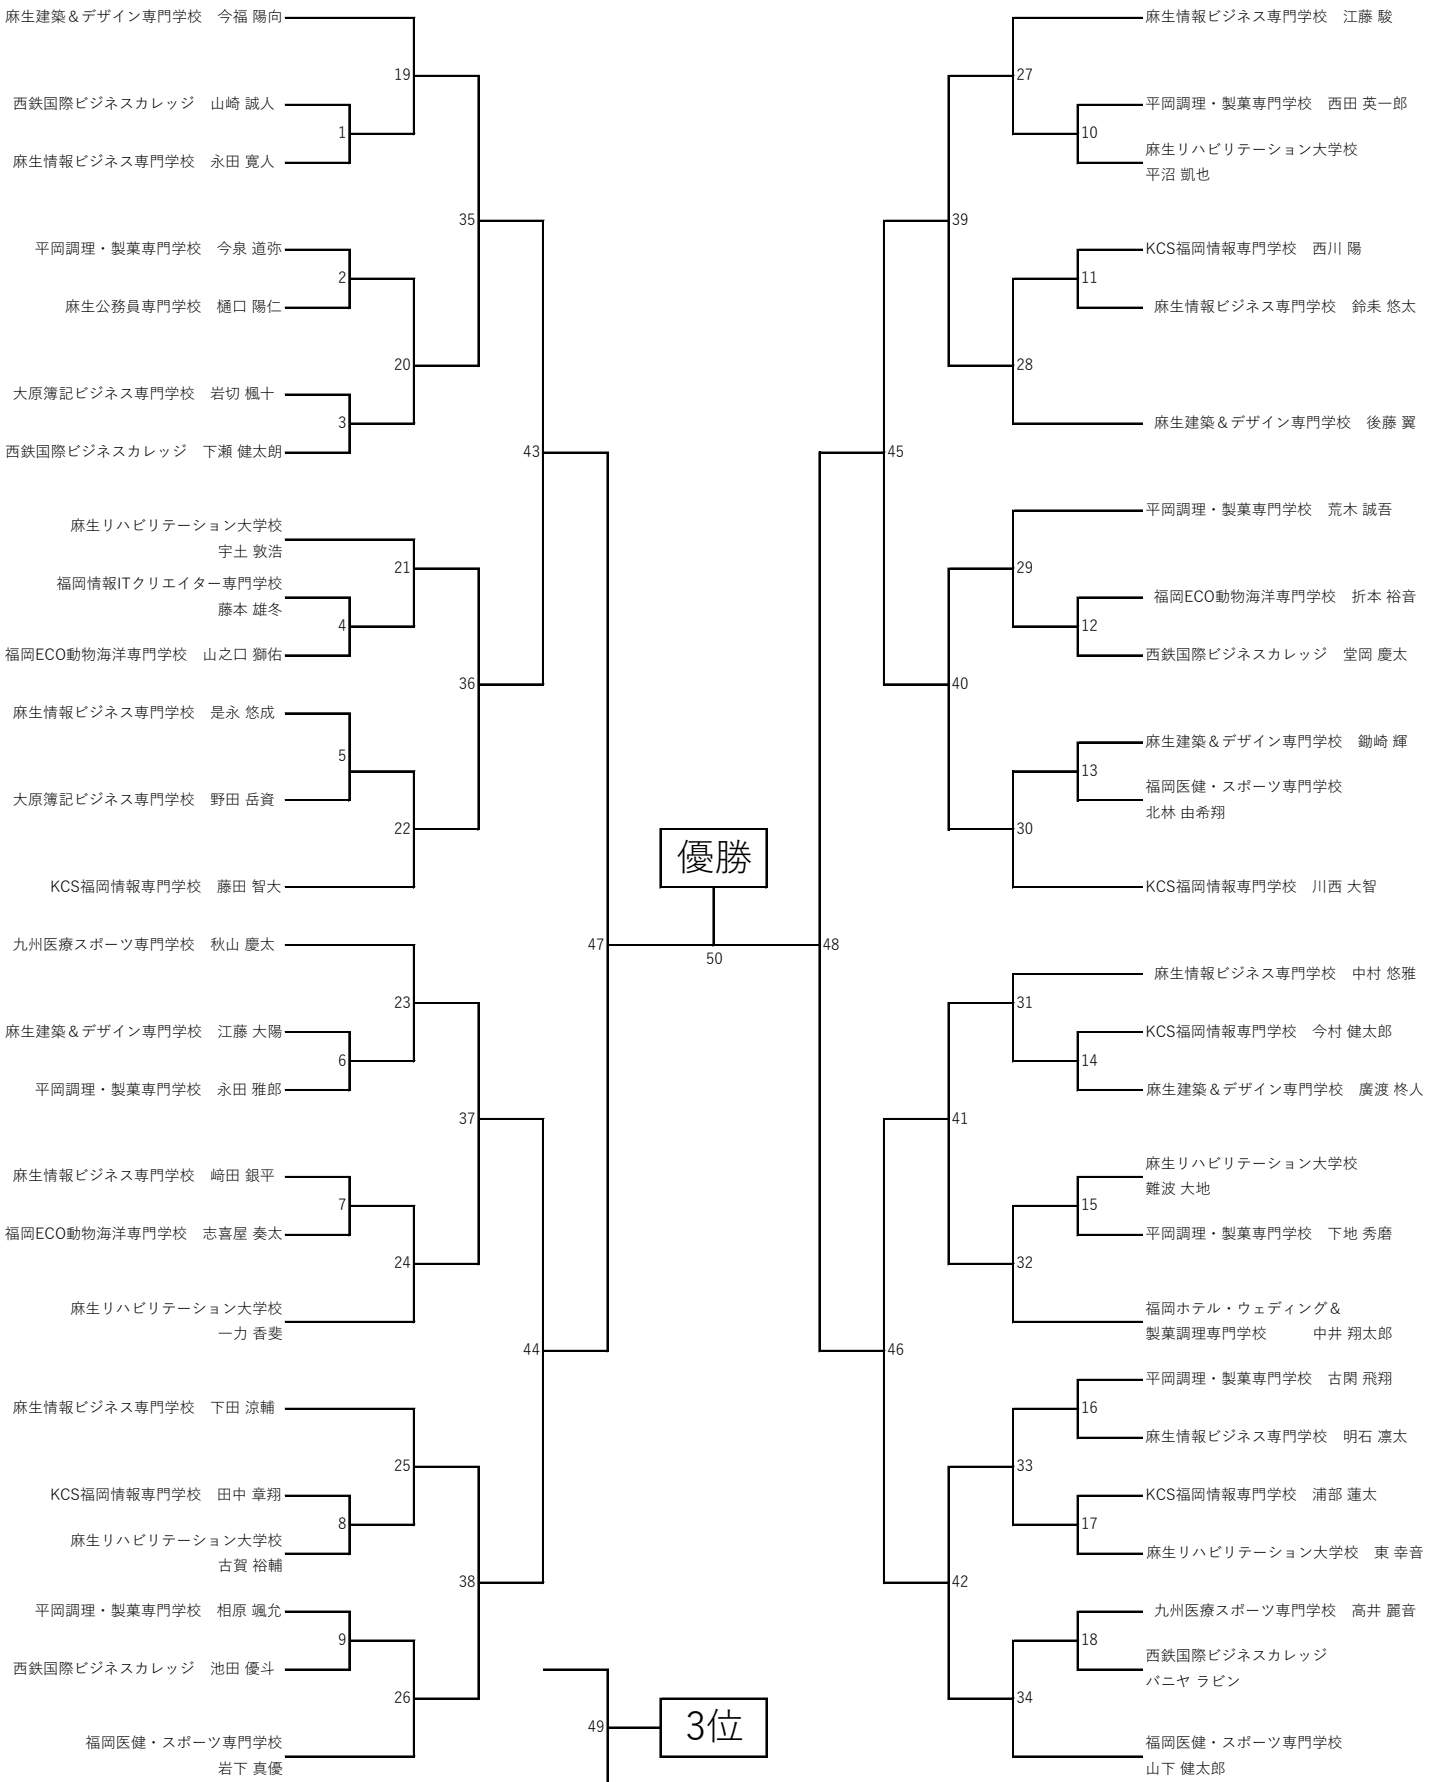 麻生建築＆デザイン専門学校　今福 陽向
19
西鉄国際ビジネスカレッジ　山崎 誠人
1
麻生情報ビジネス専門学校　永田 寛人
35
平岡調理・製菓専門学校　今泉 道弥
2
麻生公務員専門学校　樋口 陽仁
20
大原簿記ビジネス専門学校　岩切 楓十
3
西鉄国際ビジネスカレッジ　下瀬 健太朗
43
麻生リハビリテーション大学校
宇土 敦浩
21
福岡情報ITクリエイター専門学校
藤本 雄冬
4
福岡ECO動物海洋専門学校　山之口 獅佑
36
麻生情報ビジネス専門学校　是永 悠成
5
大原簿記ビジネス専門学校　野田 岳資
22
KCS福岡情報専門学校　藤田 智大
九州医療スポーツ専門学校　秋山 慶太
47
23
麻生建築＆デザイン専門学校　江藤 大陽
6
平岡調理・製菓専門学校　永田 雅郎
37
麻生情報ビジネス専門学校　﨑田 銀平
7
福岡ECO動物海洋専門学校　志喜屋 奏太
24
麻生リハビリテーション大学校
一力 香斐
44
麻生情報ビジネス専門学校　下田 涼輔
25
KCS福岡情報専門学校　田中 章翔
8
麻生リハビリテーション大学校
古賀 裕輔
38
平岡調理・製菓専門学校　相原 颯允
9
西鉄国際ビジネスカレッジ　池田 優斗
26
福岡医健・スポーツ専門学校
岩下 真優
優勝
50
49
3位
麻生情報ビジネス専門学校　江藤 駿
27
平岡調理・製菓専門学校　西田 英一郎
10
麻生リハビリテーション大学校
平沼 凱也
39
KCS福岡情報専門学校　西川 陽
11
麻生情報ビジネス専門学校　鈴耒 悠太
28
麻生建築＆デザイン専門学校　後藤 翼
45
平岡調理・製菓専門学校　荒木 誠吾
29
福岡ECO動物海洋専門学校　折本 裕音
12
西鉄国際ビジネスカレッジ　堂岡 慶太
40
麻生建築＆デザイン専門学校　鋤崎 輝
13
福岡医健・スポーツ専門学校
北林 由希翔
30
KCS福岡情報専門学校　川西 大智
48
麻生情報ビジネス専門学校　中村 悠雅
31
KCS福岡情報専門学校　今村 健太郎
14
麻生建築＆デザイン専門学校　廣渡 柊人
41
麻生リハビリテーション大学校
難波 大地
15
平岡調理・製菓専門学校　下地 秀磨
32
福岡ホテル・ウェディング＆
製菓調理専門学校　　　中井 翔太郎
46
平岡調理・製菓専門学校　古閑 飛翔
16
麻生情報ビジネス専門学校　明石 凛太
33
KCS福岡情報専門学校　浦部 蓮太
17
麻生リハビリテーション大学校　東 幸音
42
九州医療スポーツ専門学校　高井 麗音
18
西鉄国際ビジネスカレッジ
バニヤ ラビン
34
福岡医健・スポーツ専門学校
山下 健太郎